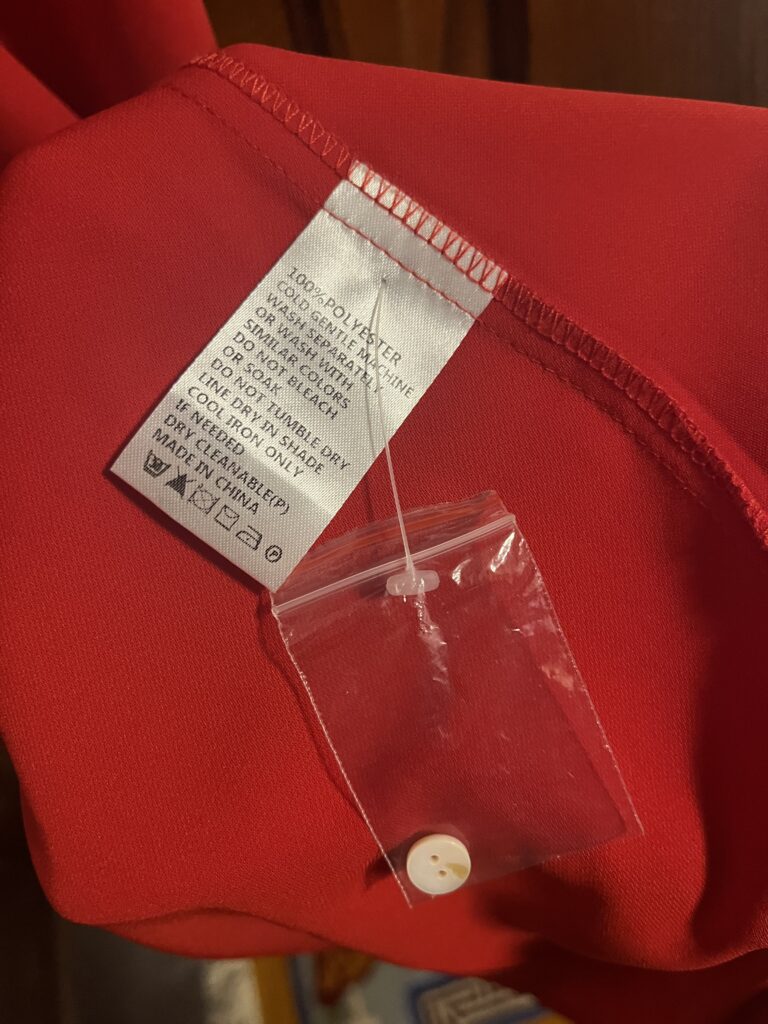 100%POLYESTER
COLD GENTLE MACHINE
WASH SEPARATELY
OR WASH WITH
SIMILAR COLORS
DO NOT BLEACH
OR SOAK
DO NOT TUMBLE DRY
LINE DRY IN SHADE
COOL IRON ONLY
IF NEEDED
DRY CLEANABLE(P)
MADE IN CHINA
P